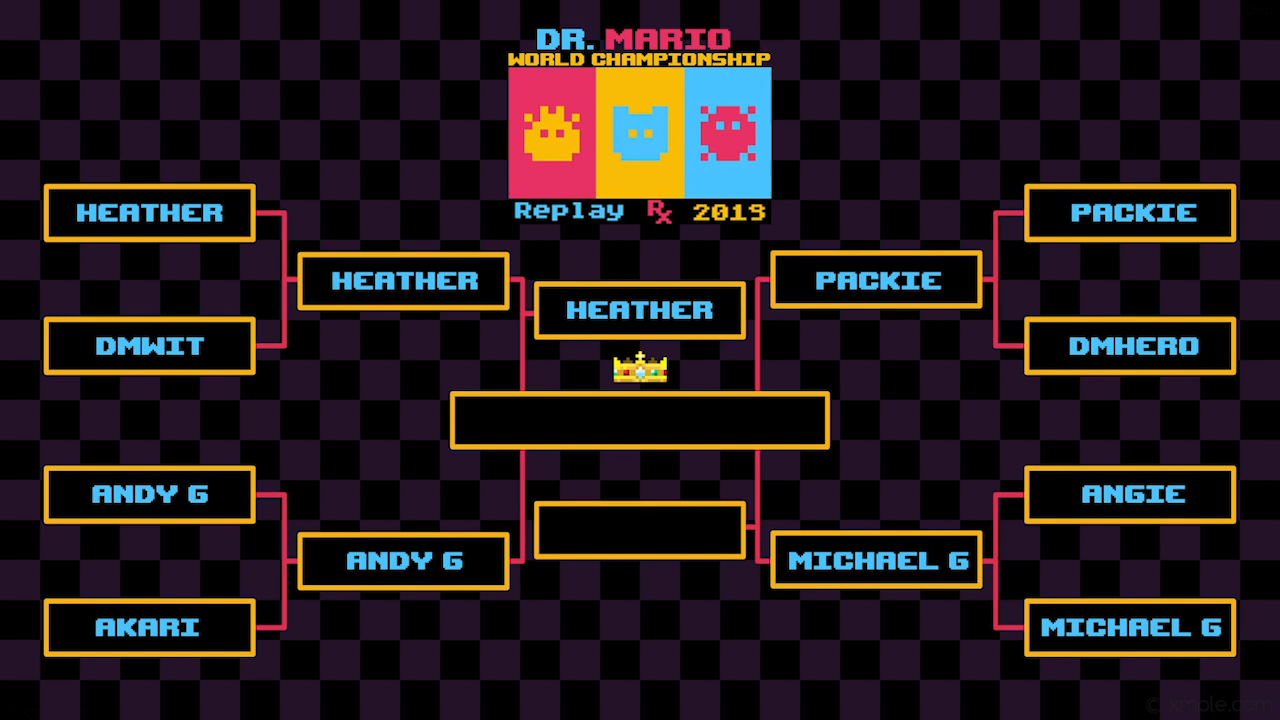 DR. MARIO
WORLD CHAMPIONSHIP
Replay Rx 2019
HEATHER
DMWIT
ANDY G
AKARI
HEATHER
ANDY G
HEATHER
PACKIE
MICHAEL G
PACKIE
DMHERO
ANGIE
MICHAEL G